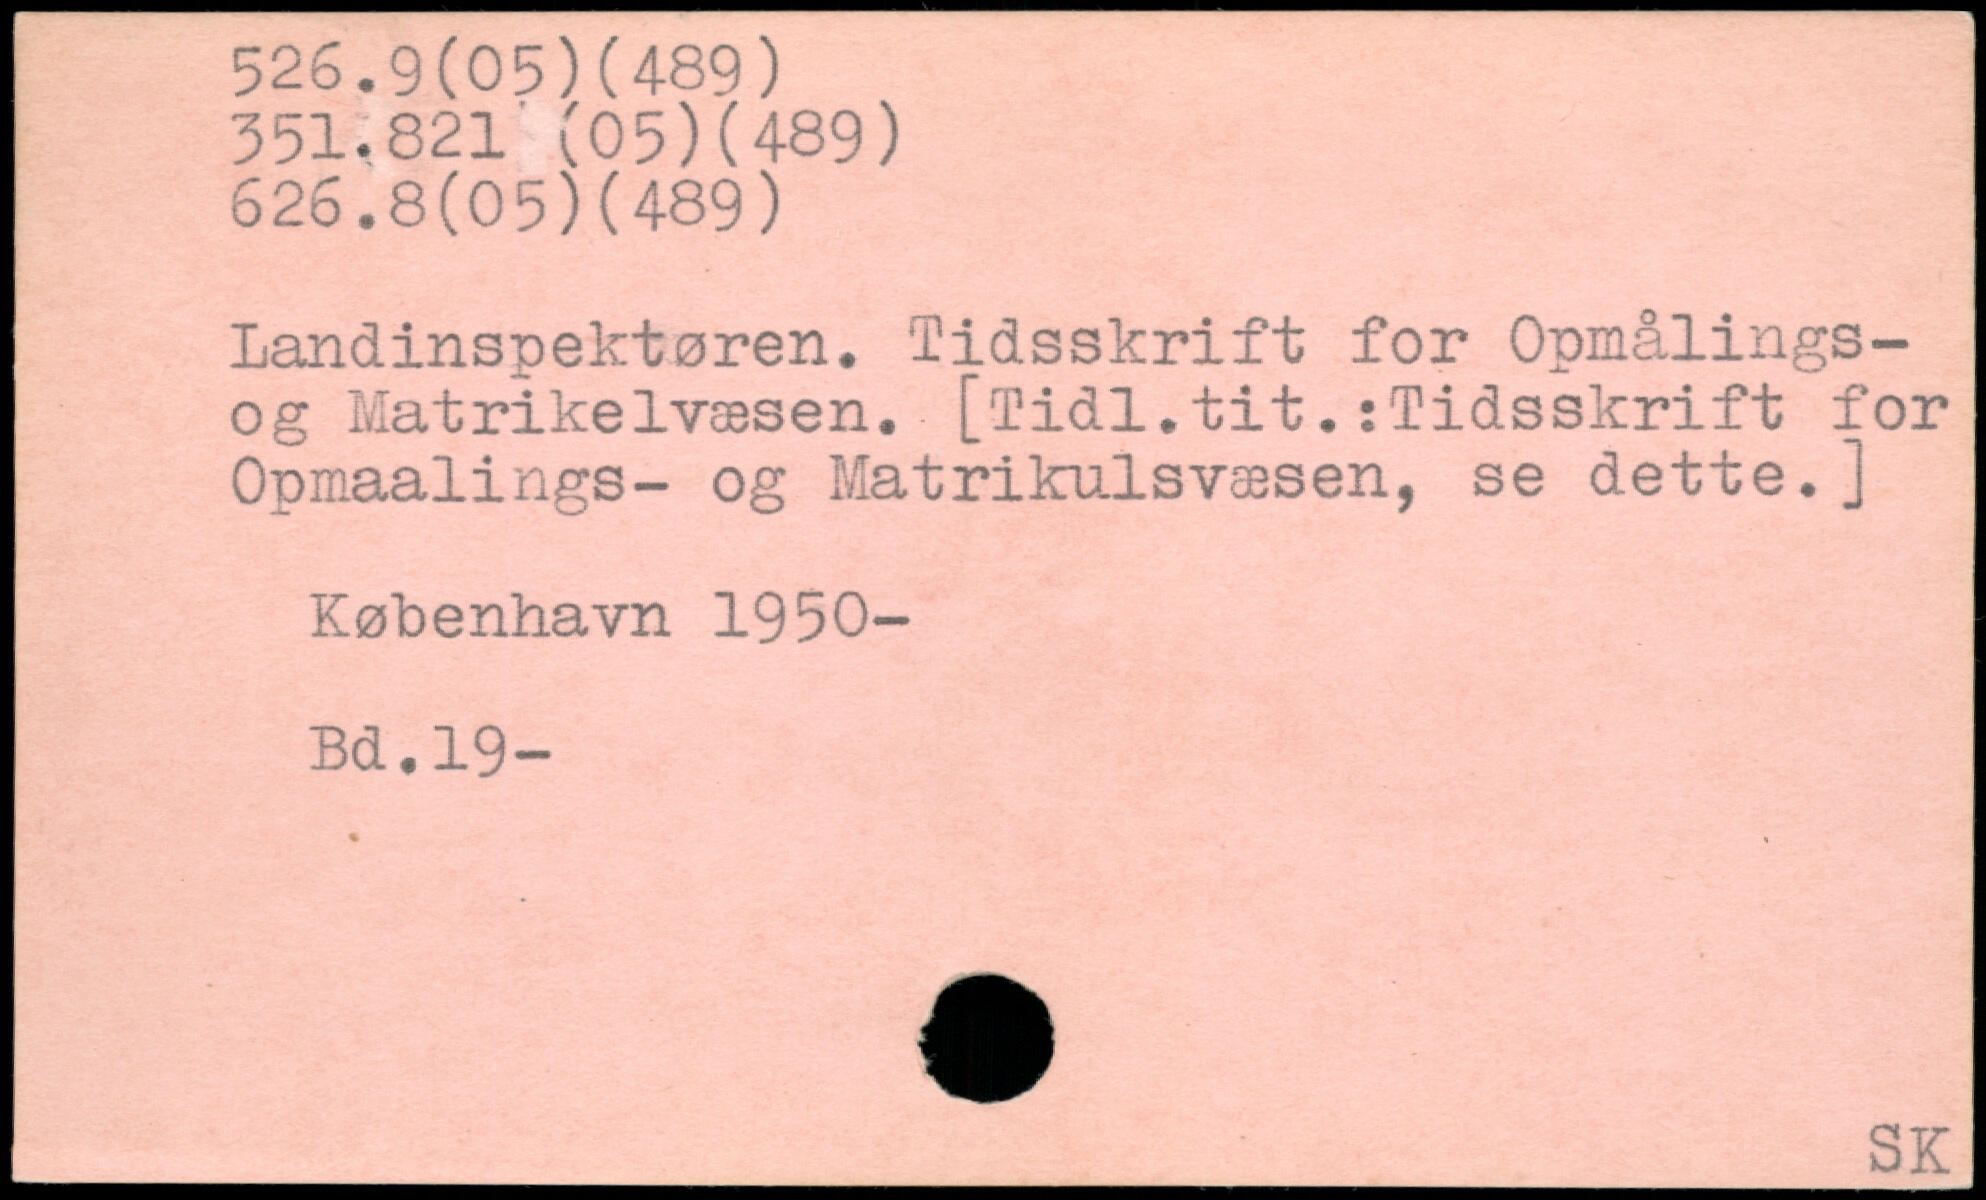 526.9(05)(489)
351.821 (05)(489)
626.8(05)(489)
Landinspektøren. Tidsskrift for Opmålings-
og Matrikelvæsen. [Tidl.tit.:Tidsskrift for
Opmaalings- og Matrikulsvæsen, se dette.]
København 1950-
Bd.19-
SK